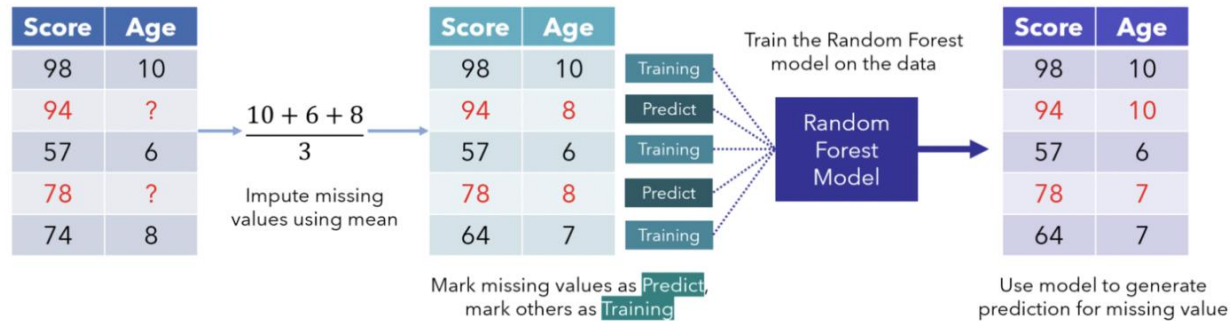 Score Age
98 10
94 ?
57 6
78 ?
74 8
10 + 6 + 8
3
Impute missing
values using mean
Score Age
98 10
94 8
57 6
78 8
64 7
Mark missing values as Predict,
mark others as Training
Training
Predict
Training
Predict
Training
Train the Random Forest
model on the data
Random
Forest
Model
Score Age
98 10
94 10
57 6
78 7
64 7
Use model to generate
prediction for missing value